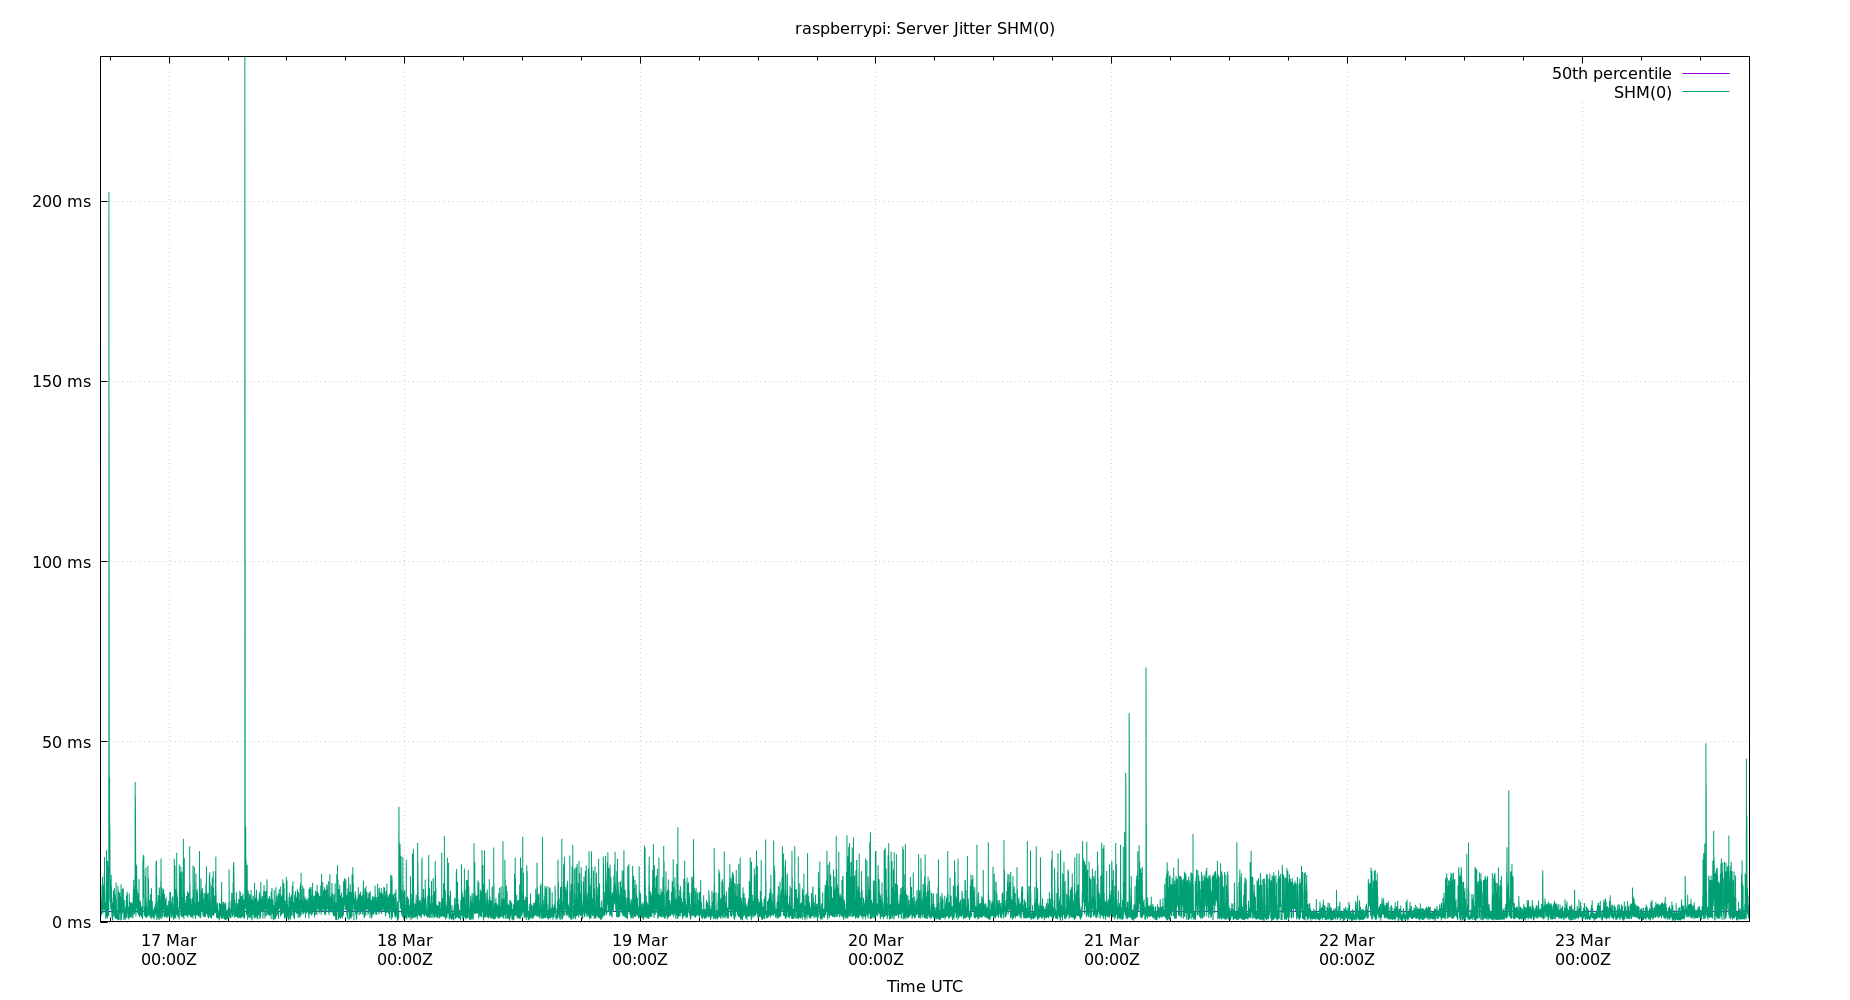 raspberrypi: Server Jitter SHM(0)
50th percentile
SHM(0)
200 ms
150 ms
100 ms
50 ms
0 ms
17 Mar 18 Mar 19 Mar 20 Mar 21 Mar 22 Mar 23 Mar
00:00Z 00:00Z 00:00Z 00:00Z 00:00Z 00:00Z 00:00Z
Time UTC